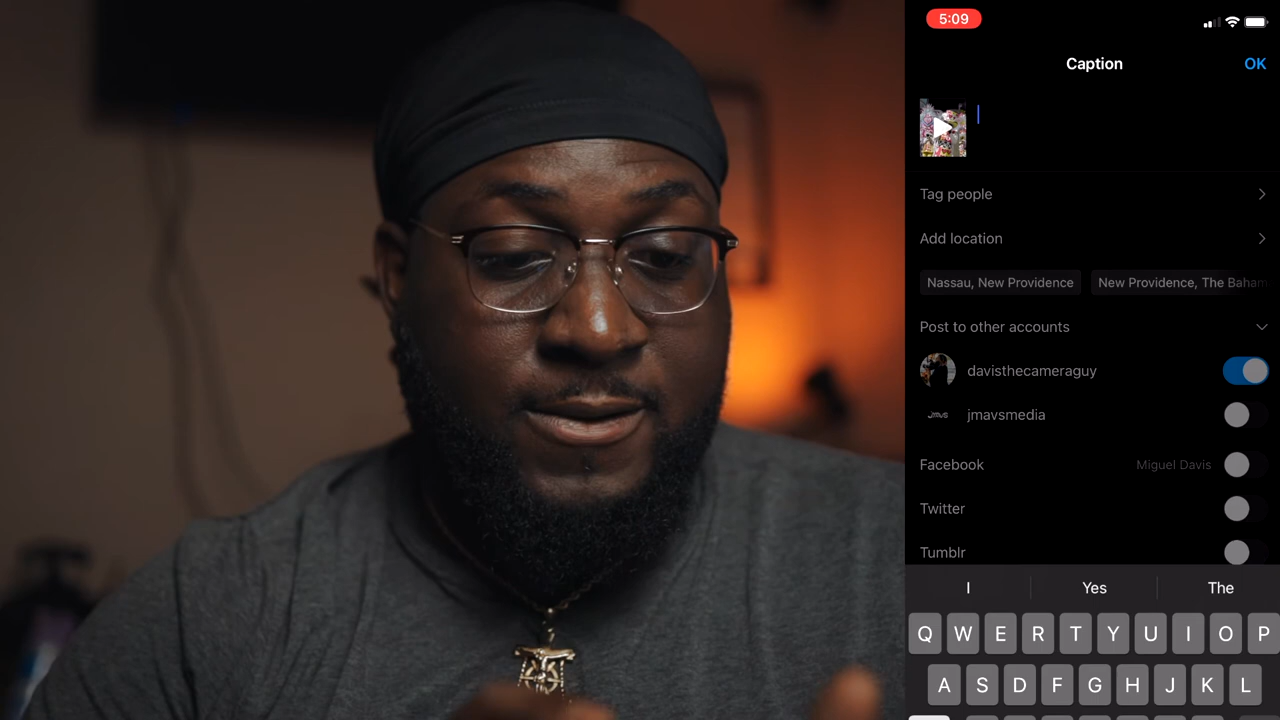 5:09
Caption
OK
Tag people
Add location
Nassau, New Providence
New Providence, The Baham
Post to other accounts
davisthecameraguy
JMVS
jmavsmedia
Facebook
Miguel Davis
Twitter
Tumblr
I Yes The
Q W E R T Y U I O P
A S D F G H J K L